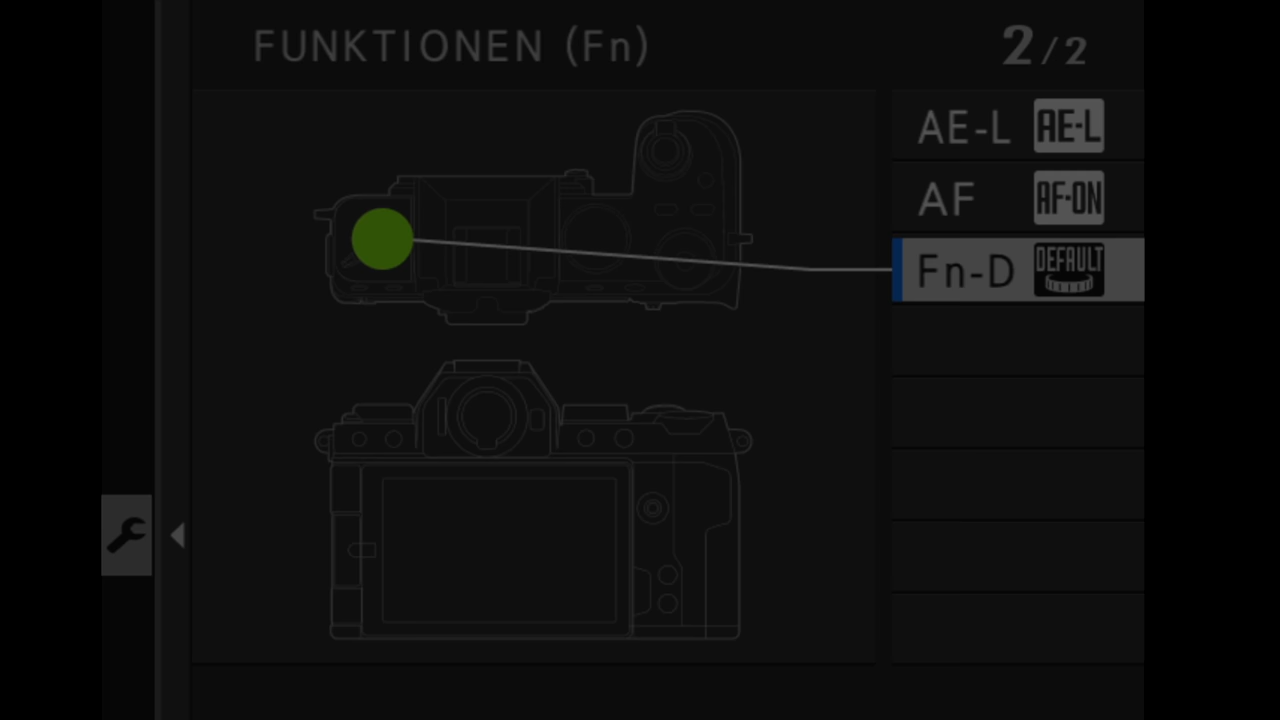 FUNKTIONEN (Fn) 2/2
AE-L AE-L
AF AF-ON
Fn-D DEFAULT